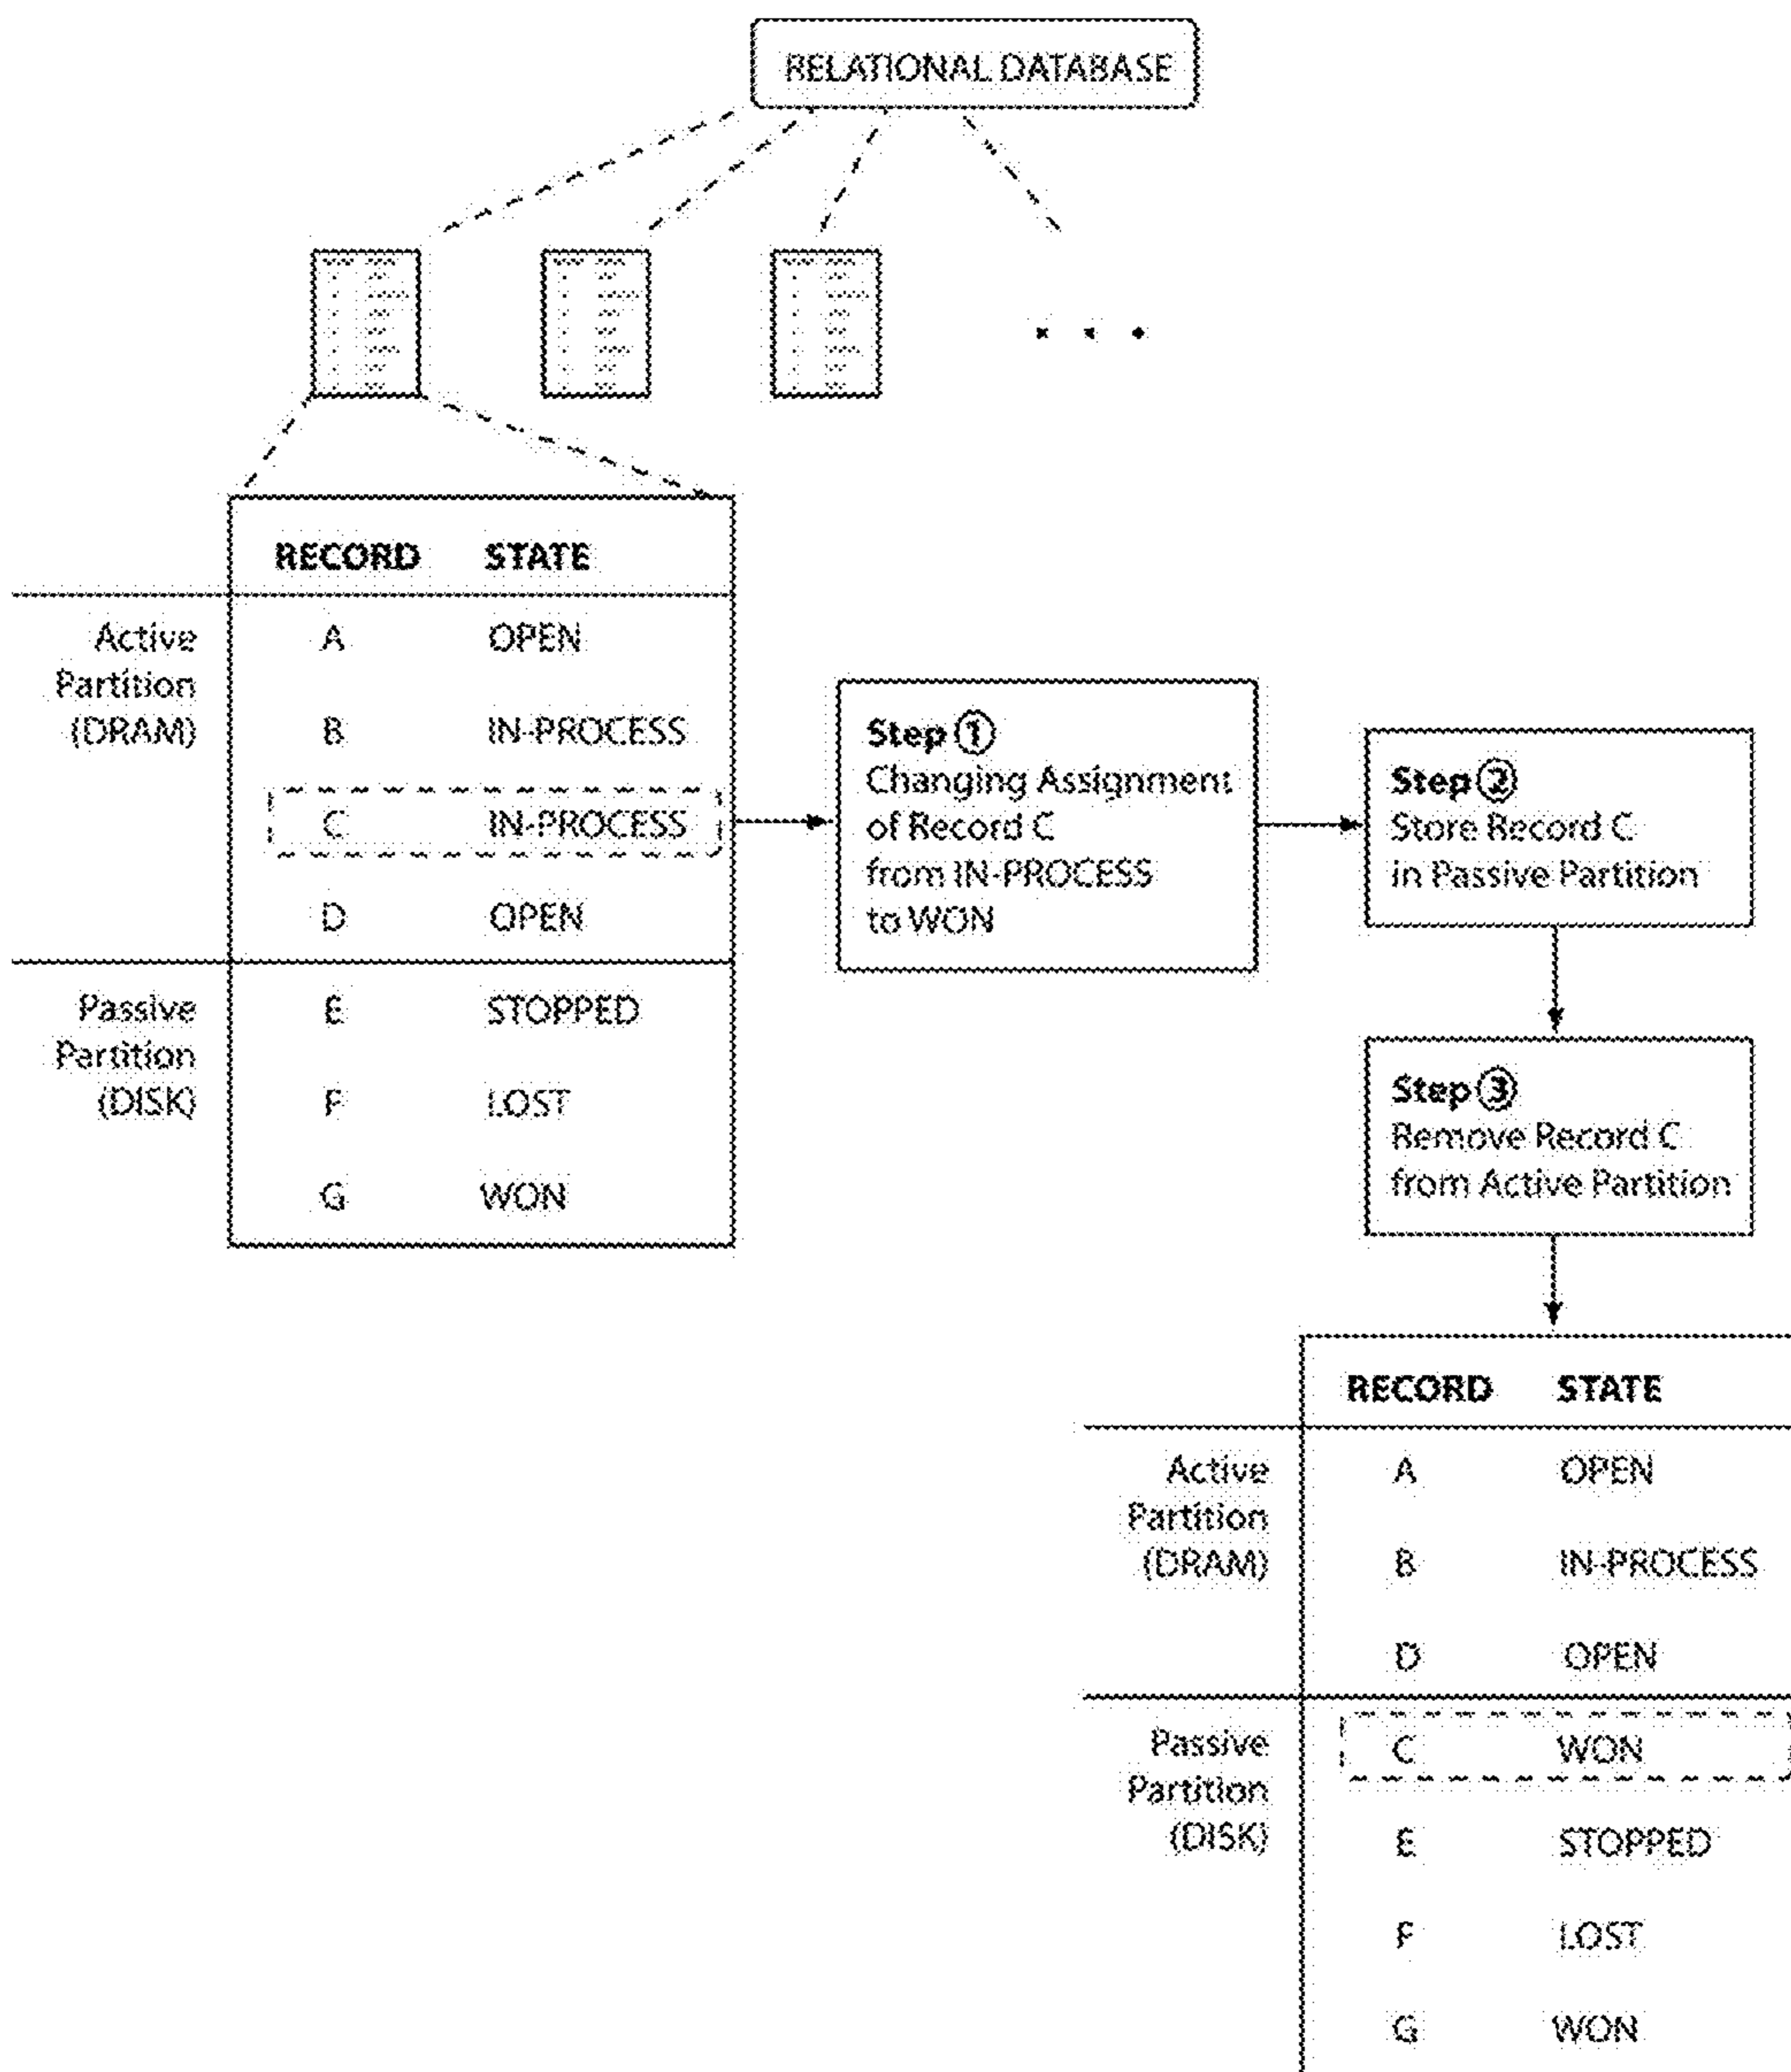 RELATIONAL DATABASE
RECORD STATE
Active
Partition
(DRAM)
A OPEN
B IN-PROCESS
C IN-PROCESS
D OPEN
Passive
Partition
(DISK)
E STOPPED
F LOST
G WON
Step ①
Changing Assignment
of Record C
from IN-PROCESS
to WON
Step ②
Store Record C
in Passive Partition
Step ③
Remove Record C
from Active Partition
RECORD STATE
Active
Partition
(DRAM)
A OPEN
B IN-PROCESS
D OPEN
Passive
Partition
(DISK)
C WON
E STOPPED
F LOST
G WON